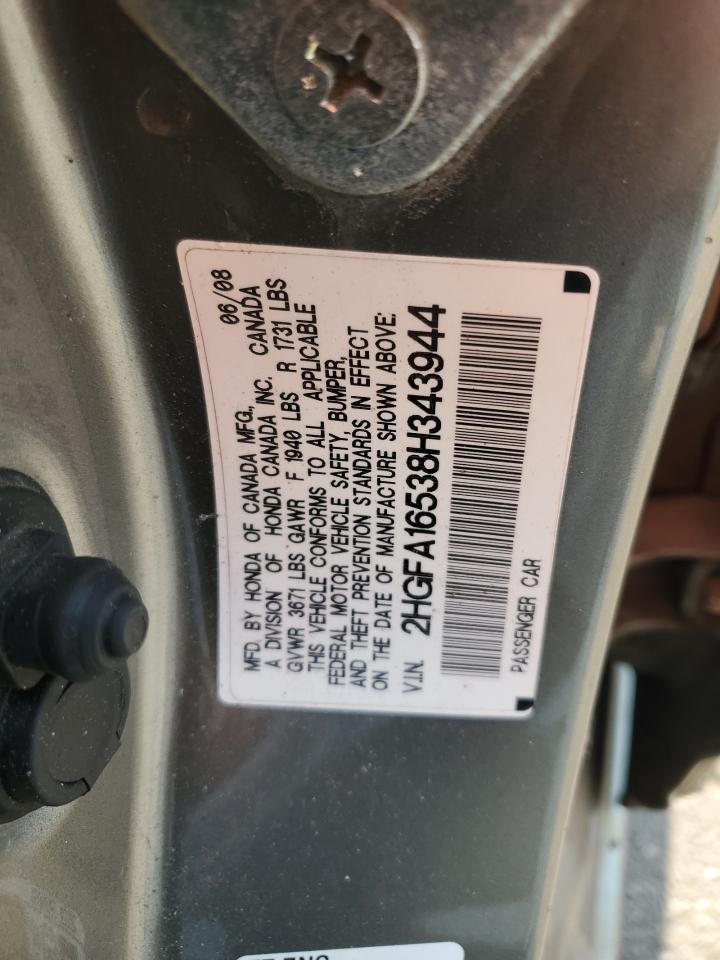 MFD. BY HONDA OF CANADA MFG., 06/08
A DIVISION OF HONDA CANADA INC. CANADA
GVWR 3671 LBS GAWR F 1940 LBS R 1731 LBS
THIS VEHICLE CONFORMS TO ALL APPLICABLE
FEDERAL MOTOR VEHICLE SAFETY, BUMPER,
AND THEFT PREVENTION STANDARDS IN EFFECT
ON THE DATE OF MANUFACTURE SHOWN ABOVE.
V.I.N. 2HGFA16538H343944
PASSENGER CAR